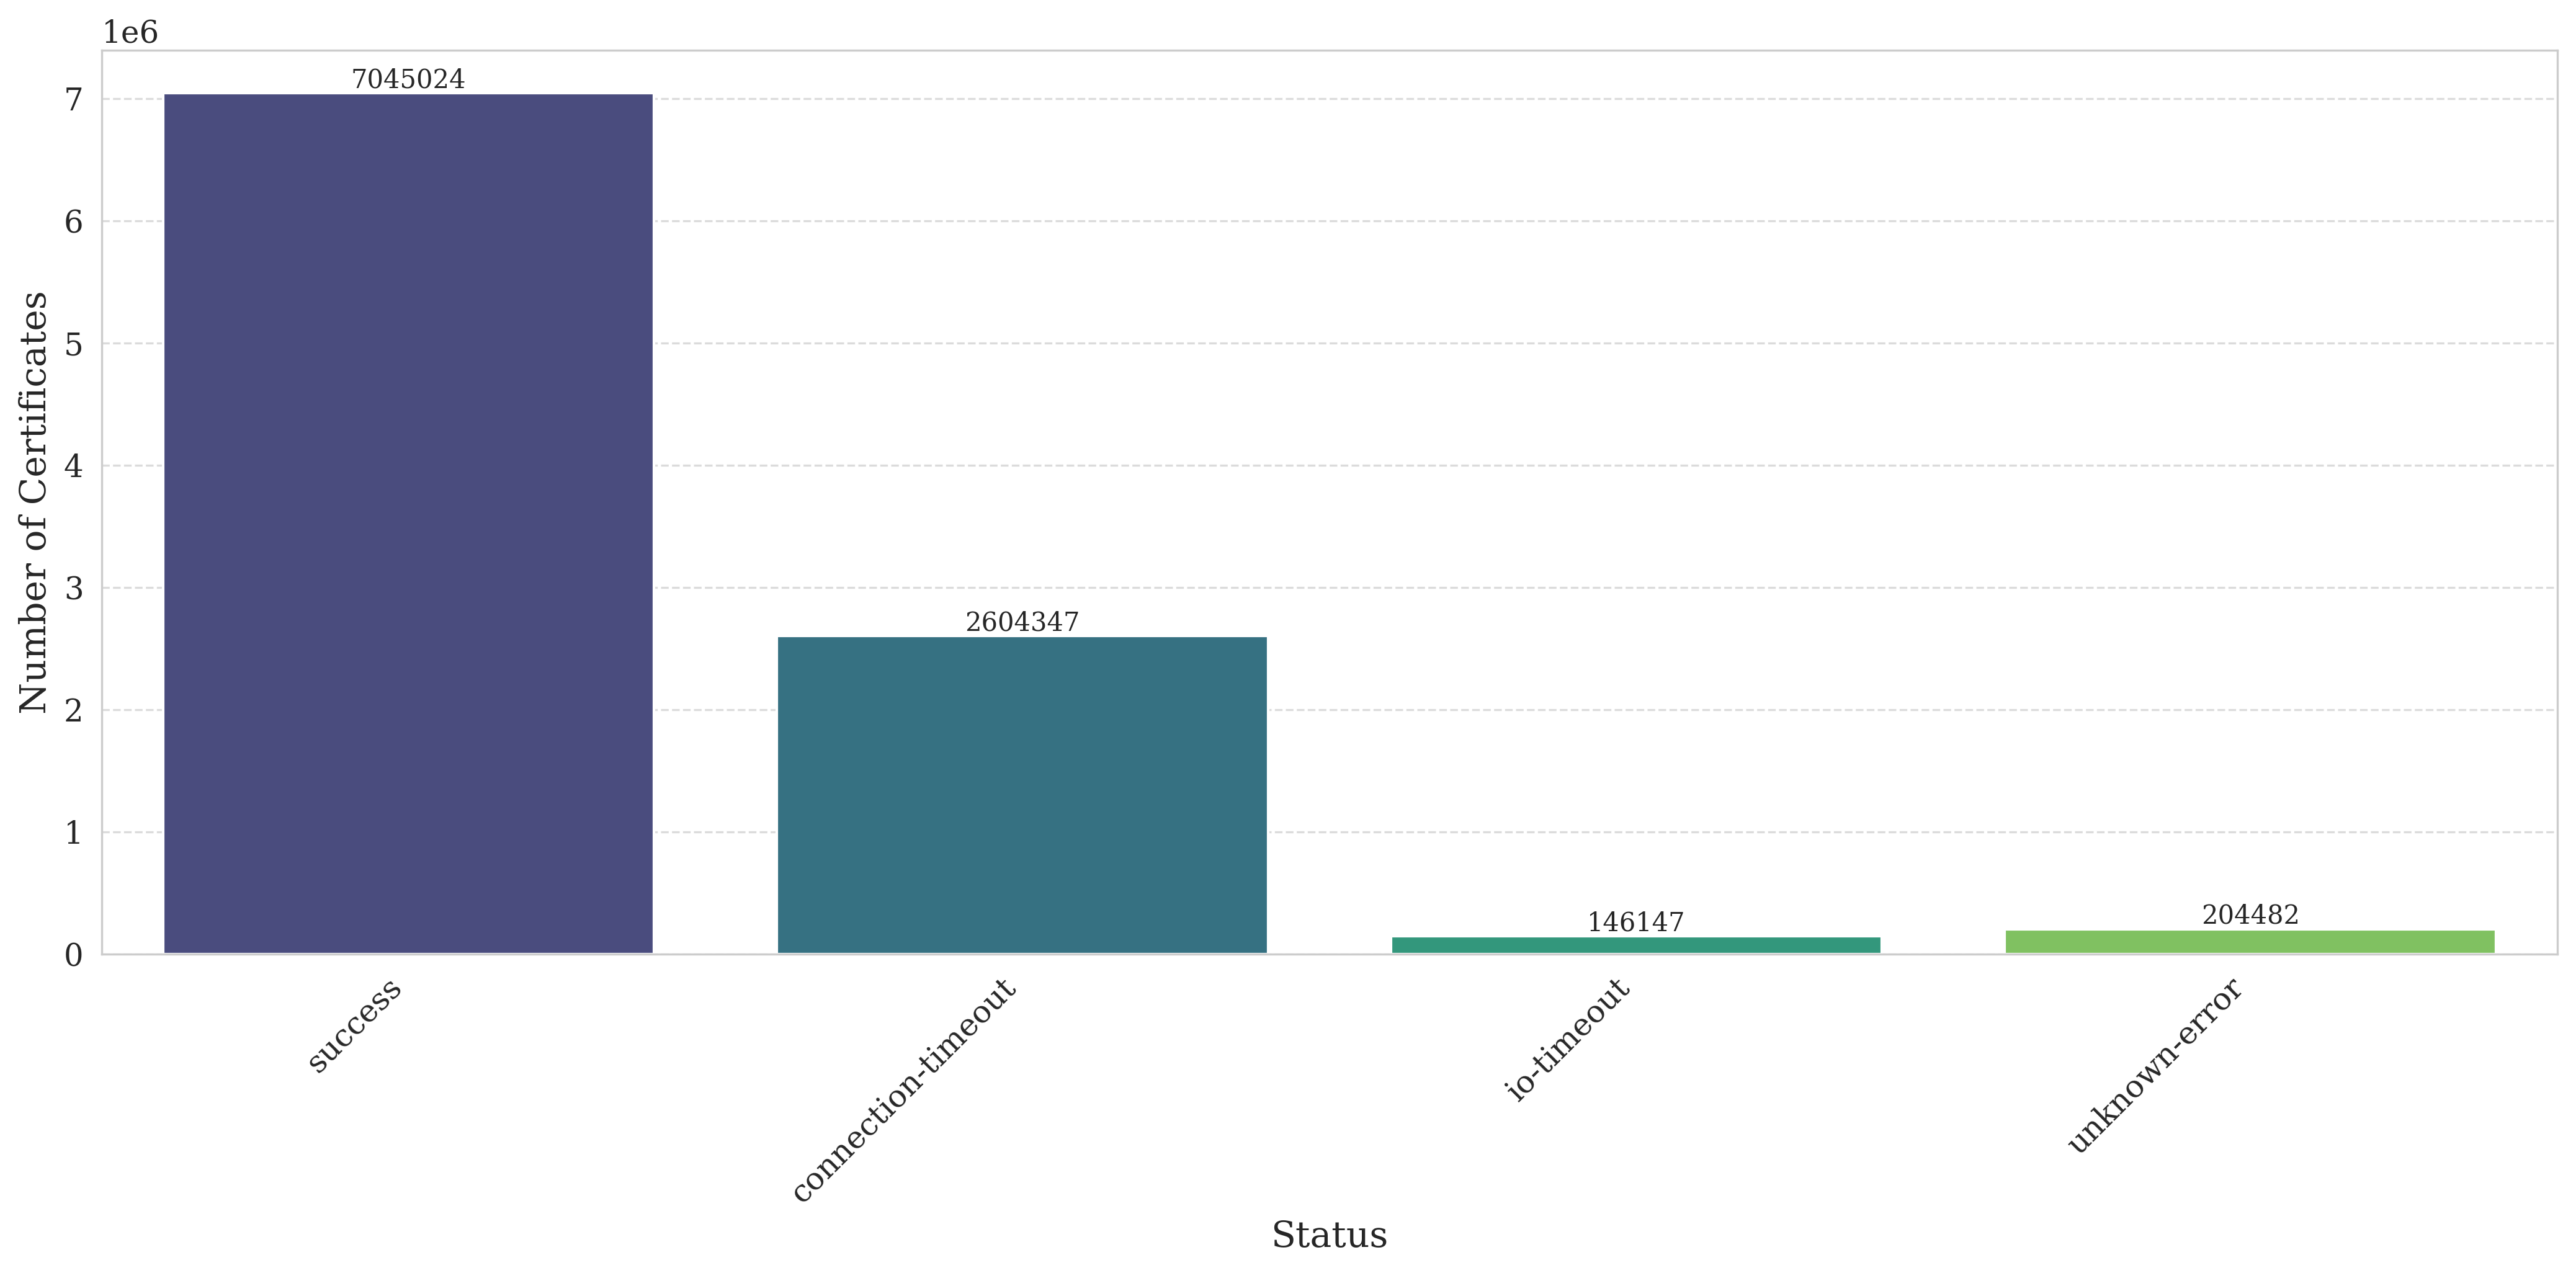 1e6
7045024
7
6
5
4
3
2604347
2
1
146147
204482
0
Number of Certificates
success
connection-timeout
io-timeout
unknown-error
Status